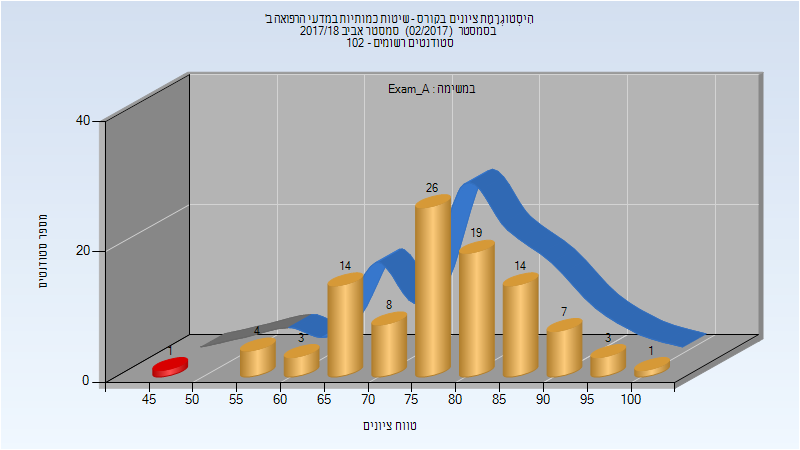 הִיסְטוֹגְרָמַת ציונים בקורס - שיטות כמותיות במדעי הרפואה ב'
בסמסטר (02/2017) סמסטר אביב 2017/18
סטודנטים רשומים - 102
במשימה : Exam_A
מספר סטודנטים
40
20
0
1
4
3
14
8
26
19
14
7
3
1
45 50 55 60 65 70 75 80 85 90 95 100
טווח ציונים